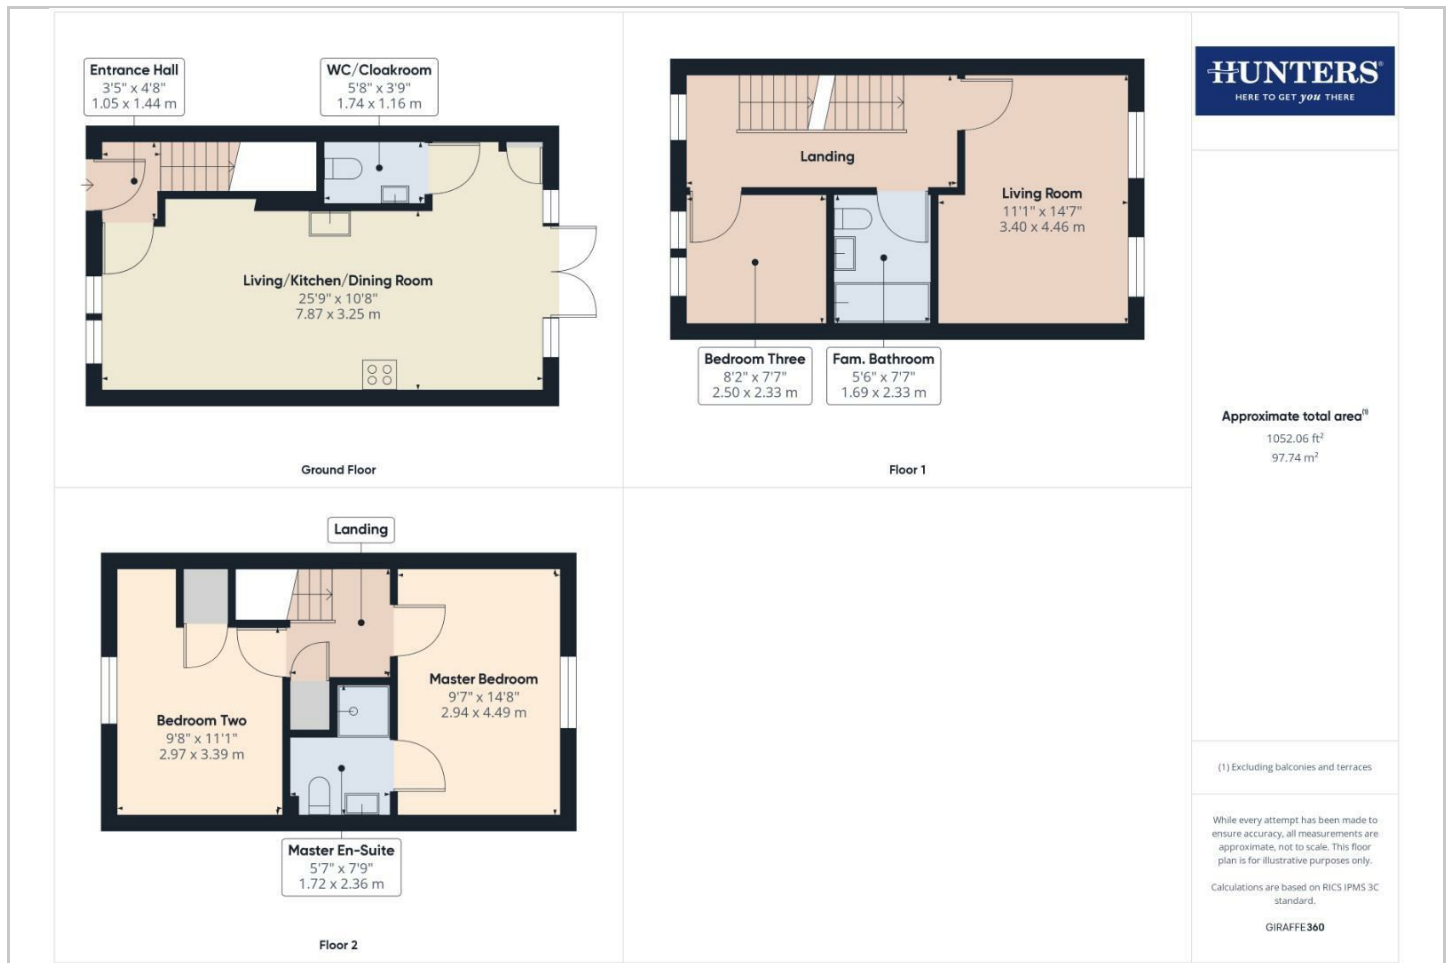 Entrance Hall
3'5" x 4'8"
1.05 x 1.44 m
WC/Cloakroom
5'8" x 3'9"
1.74 x 1.16 m
Living/Kitchen/Dining Room
25'9" x 10'8"
7.87 x 3.25 m
Ground Floor
Landing
Living Room
11'1" x 14'7"
3.40 x 4.46 m
Bedroom Three
8'2" x 7'7"
2.50 x 2.33 m
Fam. Bathroom
5'6" x 7'7"
1.69 x 2.33 m
Floor 1
Landing
Master Bedroom
9'7" x 14'8"
2.94 x 4.49 m
Bedroom Two
9'8" x 11'1"
2.97 x 3.39 m
Master En-Suite
5'7" x 7'9"
1.72 x 2.36 m
Floor 2
HUNTERS®
HERE TO GET you THERE
Approximate total area(1)
1052.06 ft²
97.74 m²
(1) Excluding balconies and terraces
While every attempt has been made to
ensure accuracy, all measurements are
approximate, not to scale. This floor
plan is for illustrative purposes only.
Calculations are based on RICS IPMS 3C
standard.
GIRAFFE360